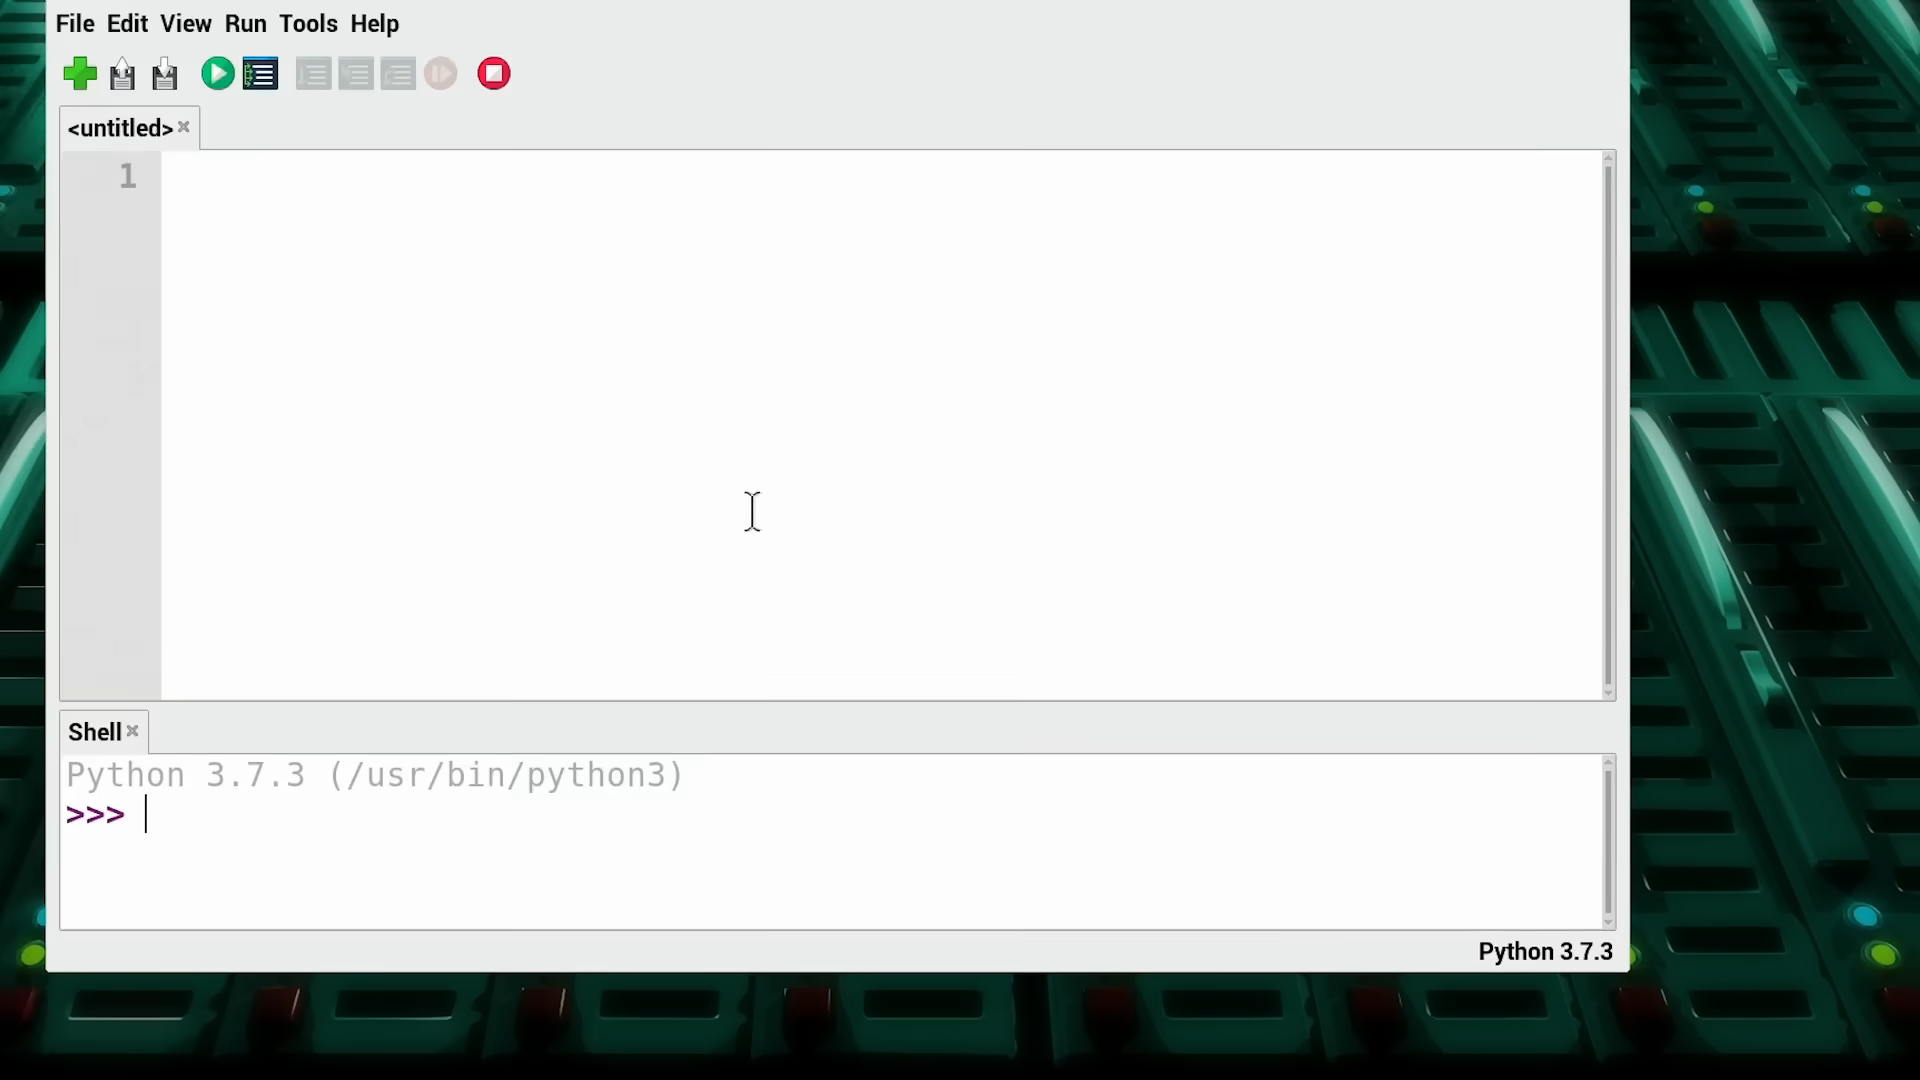 File Edit View Run Tools Help
<untitled>
1
Shell
Python 3.7.3 (/usr/bin/python3)
>>>
Python 3.7.3